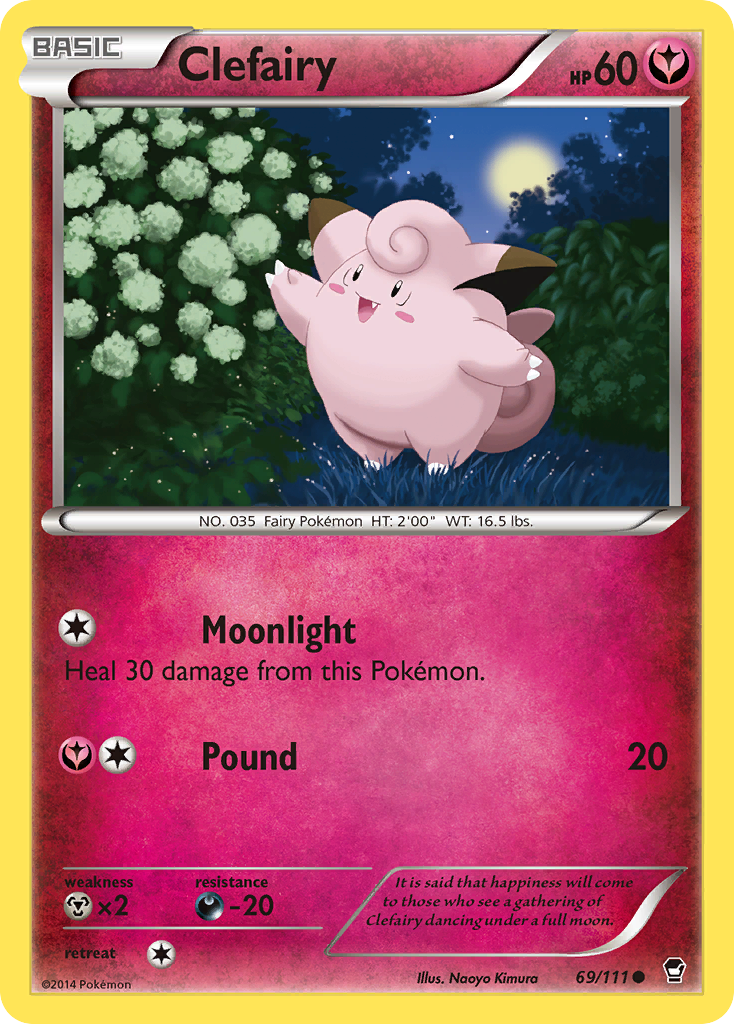 BASIC
Clefairy
HP 60
NO. 035 Fairy Pokémon HT: 2'00" WT: 16.5 lbs.
Moonlight
Heal 30 damage from this Pokémon.
Pound 20
weakness
×2
resistance
-20
retreat
It is said that happiness will come
to those who see a gathering of
Clefairy dancing under a full moon.
©2014 Pokémon
Illus. Naoyo Kimura
69/111